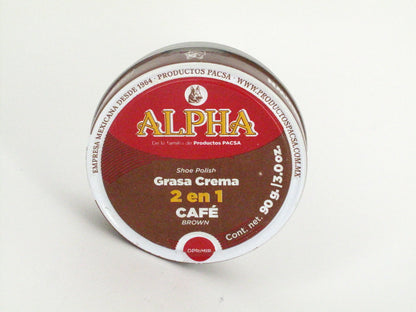 EMPRESA MEXICANA DESDE 1964 · PRODUCTOS PACSA · WWW.PRODUCTOSPACSA.COM.MX
ALPHA
De la familia de Productos PACSA
Shoe Polish
Grasa Crema
2 en 1
CAFÉ
BROWN
Cont. net. 90 g./3.0 oz.